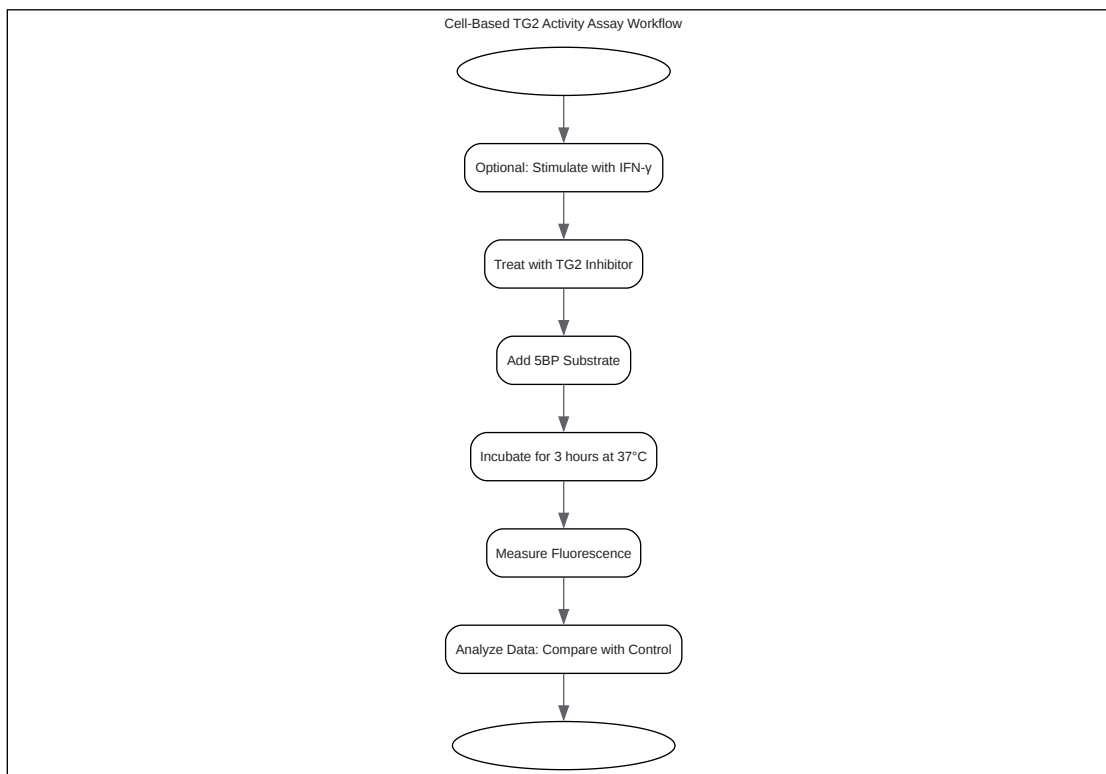 Cell-Based TG2 Activity Assay Workflow
Optional: Stimulate with IFN-γ
Treat with TG2 Inhibitor
Add 5BP Substrate
Incubate for 3 hours at 37°C
Measure Fluorescence
Analyze Data: Compare with Control